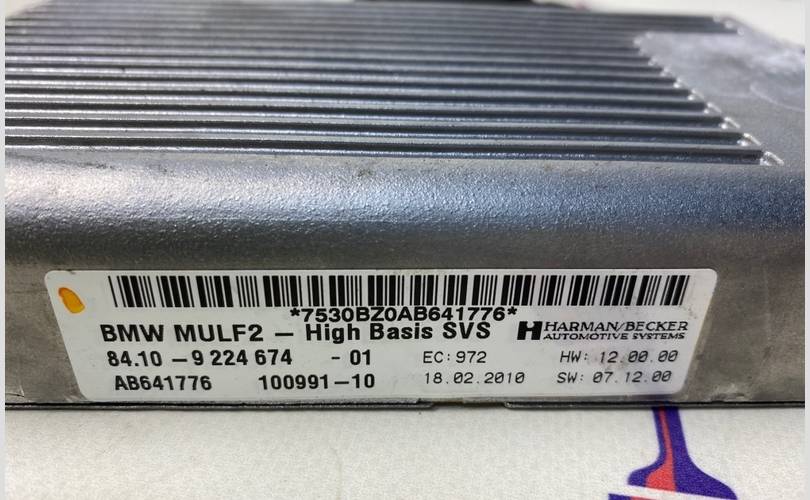 *7530BZ0AB641776*
BMW MULF2 – High Basis SVS
HARMAN/BECKER
AUTOMOTIVE SYSTEMS
84.10 – 9 224 674 - 01 EC: 972 HW: 12.00.00
AB641776 100991–10 18.02.2010 SW: 07.12.00